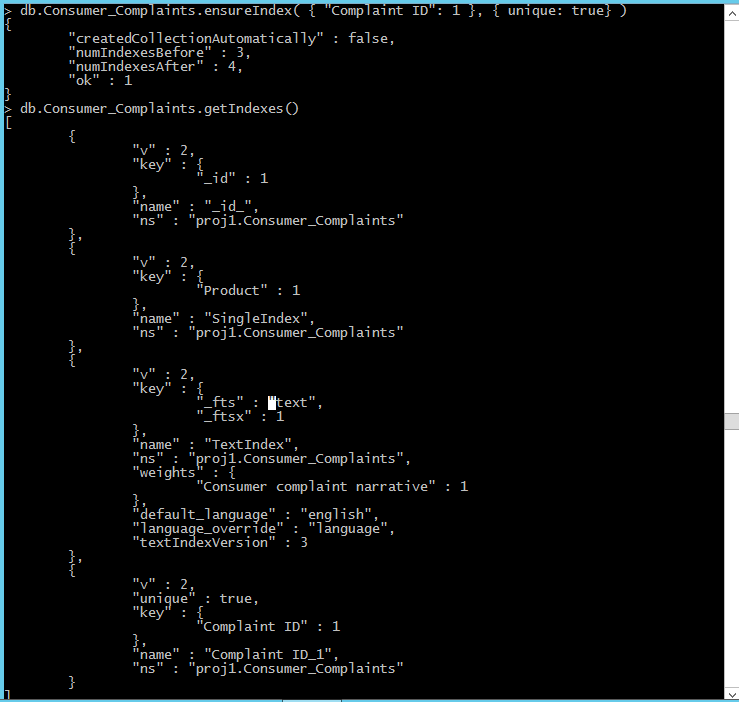 > db.Consumer_Complaints.ensureIndex( { "Complaint ID": 1 }, { unique: true} )
{
        "createdCollectionAutomatically" : false,
        "numIndexesBefore" : 3,
        "numIndexesAfter" : 4,
        "ok" : 1
}
> db.Consumer_Complaints.getIndexes()
[
        {
                "v" : 2,
                "key" : {
                        "_id" : 1
                },
                "name" : "_id_",
                "ns" : "proj1.Consumer_Complaints"
        },
        {
                "v" : 2,
                "key" : {
                        "Product" : 1
                },
                "name" : "SingleIndex",
                "ns" : "proj1.Consumer_Complaints"
        },
        {
                "v" : 2,
                "key" : {
                        "_fts" : "text",
                        "_ftsx" : 1
                },
                "name" : "TextIndex",
                "ns" : "proj1.Consumer_Complaints",
                "weights" : {
                        "Consumer complaint narrative" : 1
                },
                "default_language" : "english",
                "language_override" : "language",
                "textIndexVersion" : 3
        },
        {
                "v" : 2,
                "unique" : true,
                "key" : {
                        "Complaint ID" : 1
                },
                "name" : "Complaint ID_1",
                "ns" : "proj1.Consumer_Complaints"
        }
]